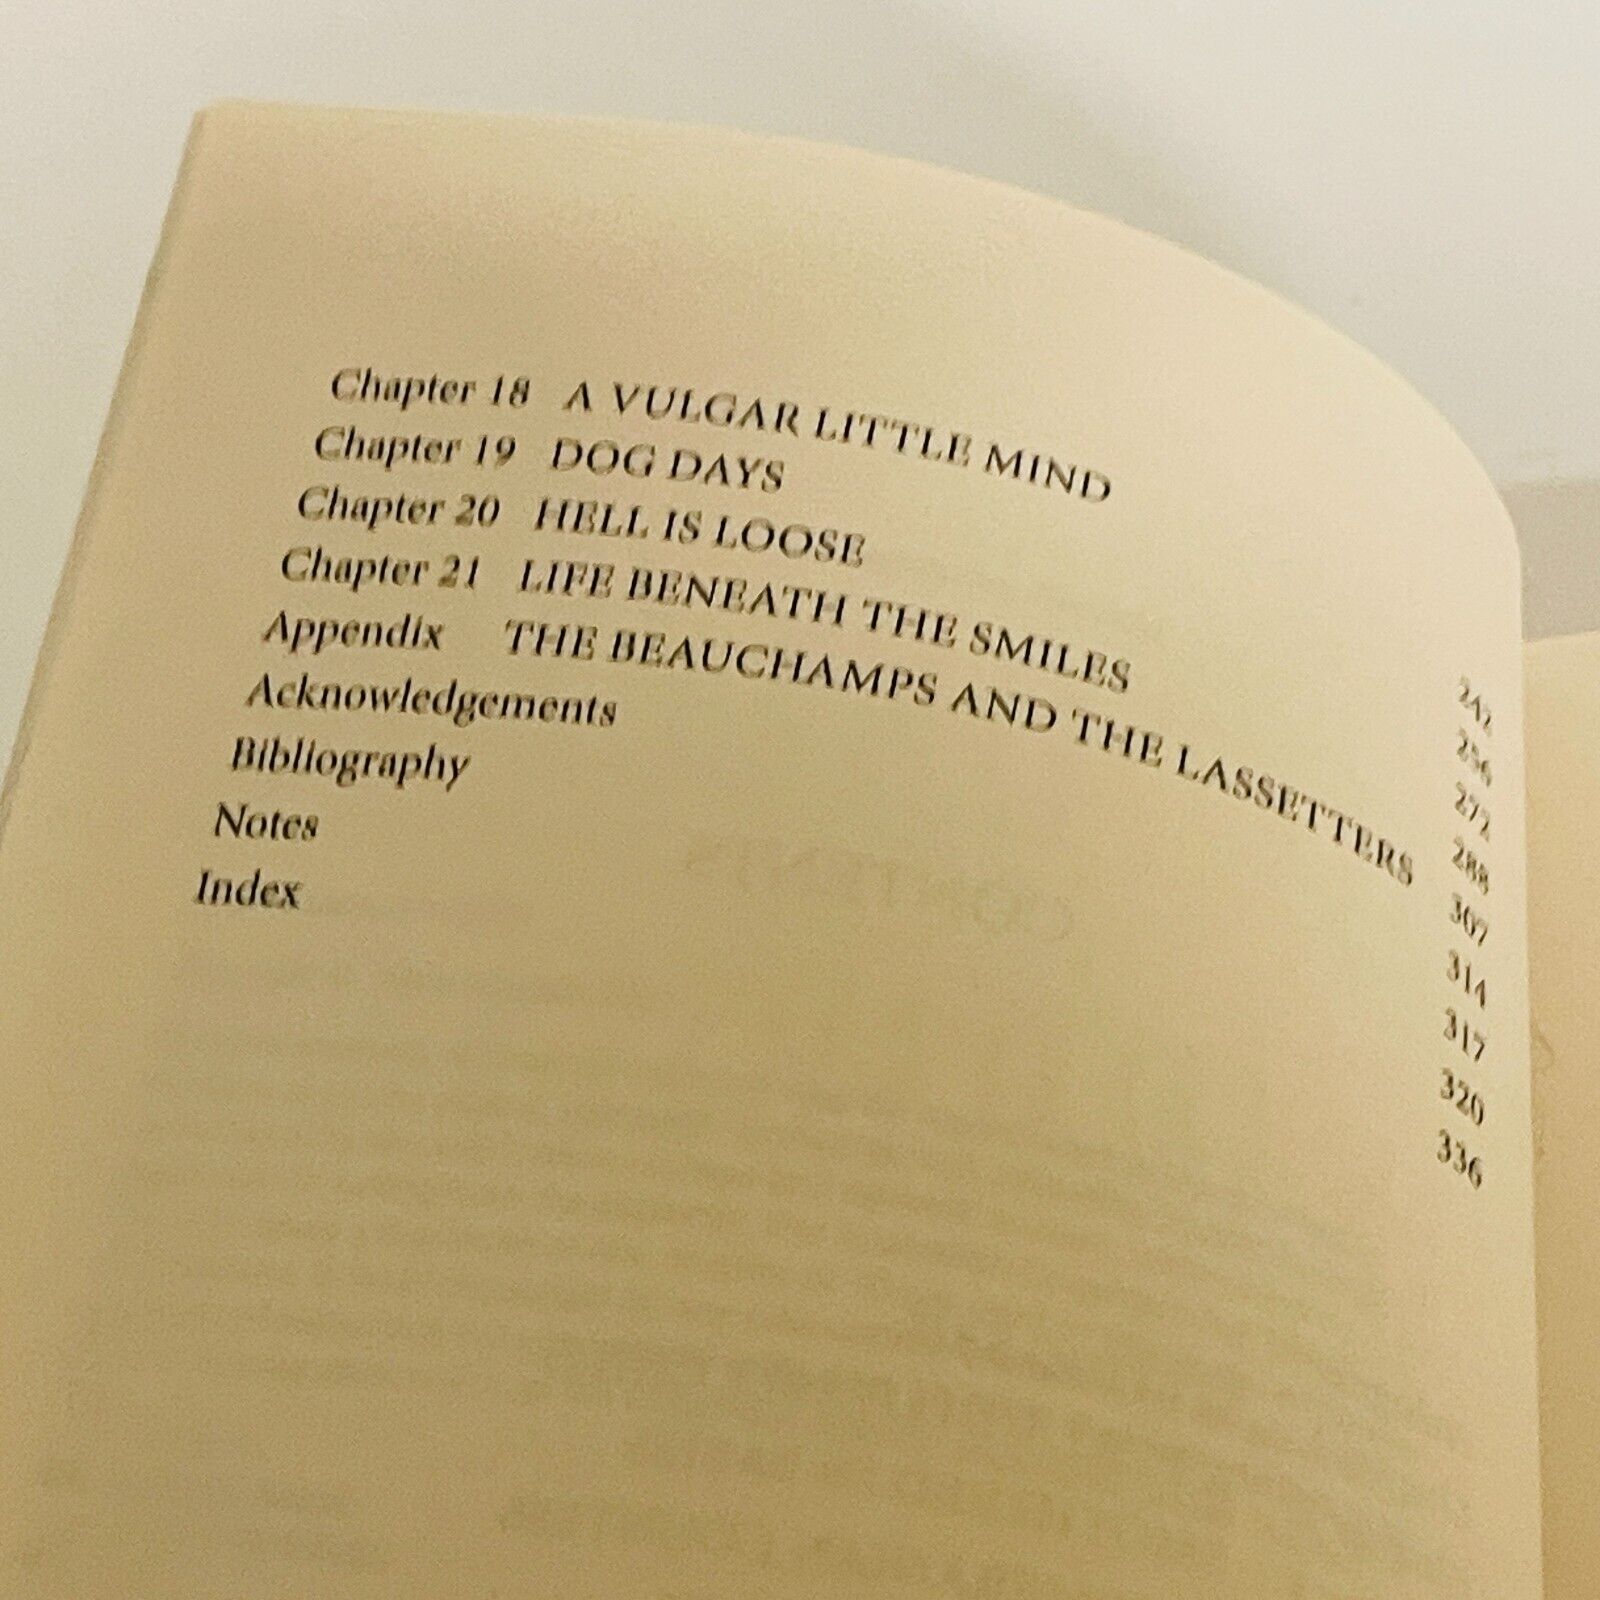 Chapter 18 A VULGAR LITTLE MIND 242
Chapter 19 DOG DAYS 256
Chapter 20 HELL IS LOOSE 272
Chapter 21 LIFE BENEATH THE SMILES 288
Appendix THE BEAUCHAMPS AND THE LASSETTERS 307
Acknowledgements 314
Bibliography 317
Notes 320
Index 336